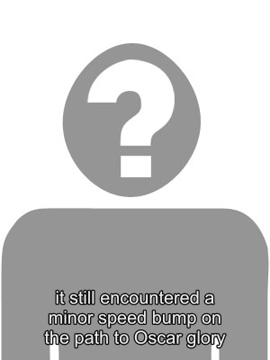 ?
it still encountered a
minor speed bump on
the path to Oscar glory